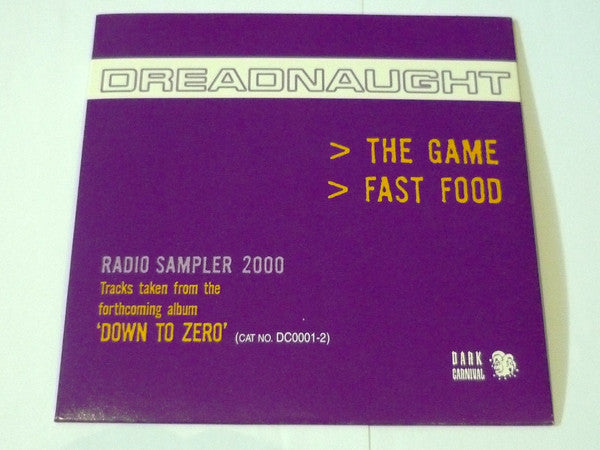 DREADNAUGHT
> THE GAME
> FAST FOOD
RADIO SAMPLER 2000
Tracks taken from the
forthcoming album
'DOWN TO ZERO' (CAT NO. DC0001-2)
DARK
CARNIVAL